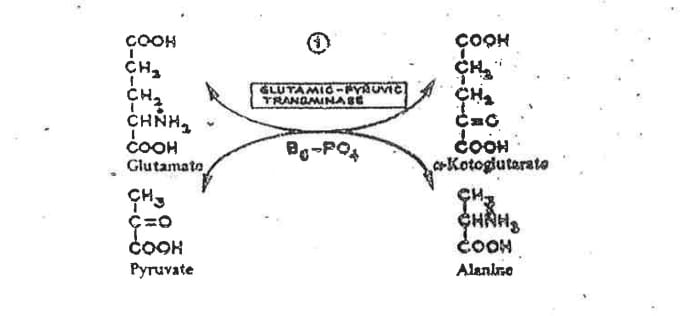 ①
COOH
CH₂
CH₂
CHNH₂
COOH
Glutamate
GLUTAMIC-PYRUVIC
TRANSAMINASE
B₆-PO₄
COOH
CH₂
CH₂
C=O
COOH
α-Ketoglutarate
CH₃
C=O
COOH
Pyruvate
CH₃
CHNH₂
COOH
Alanine